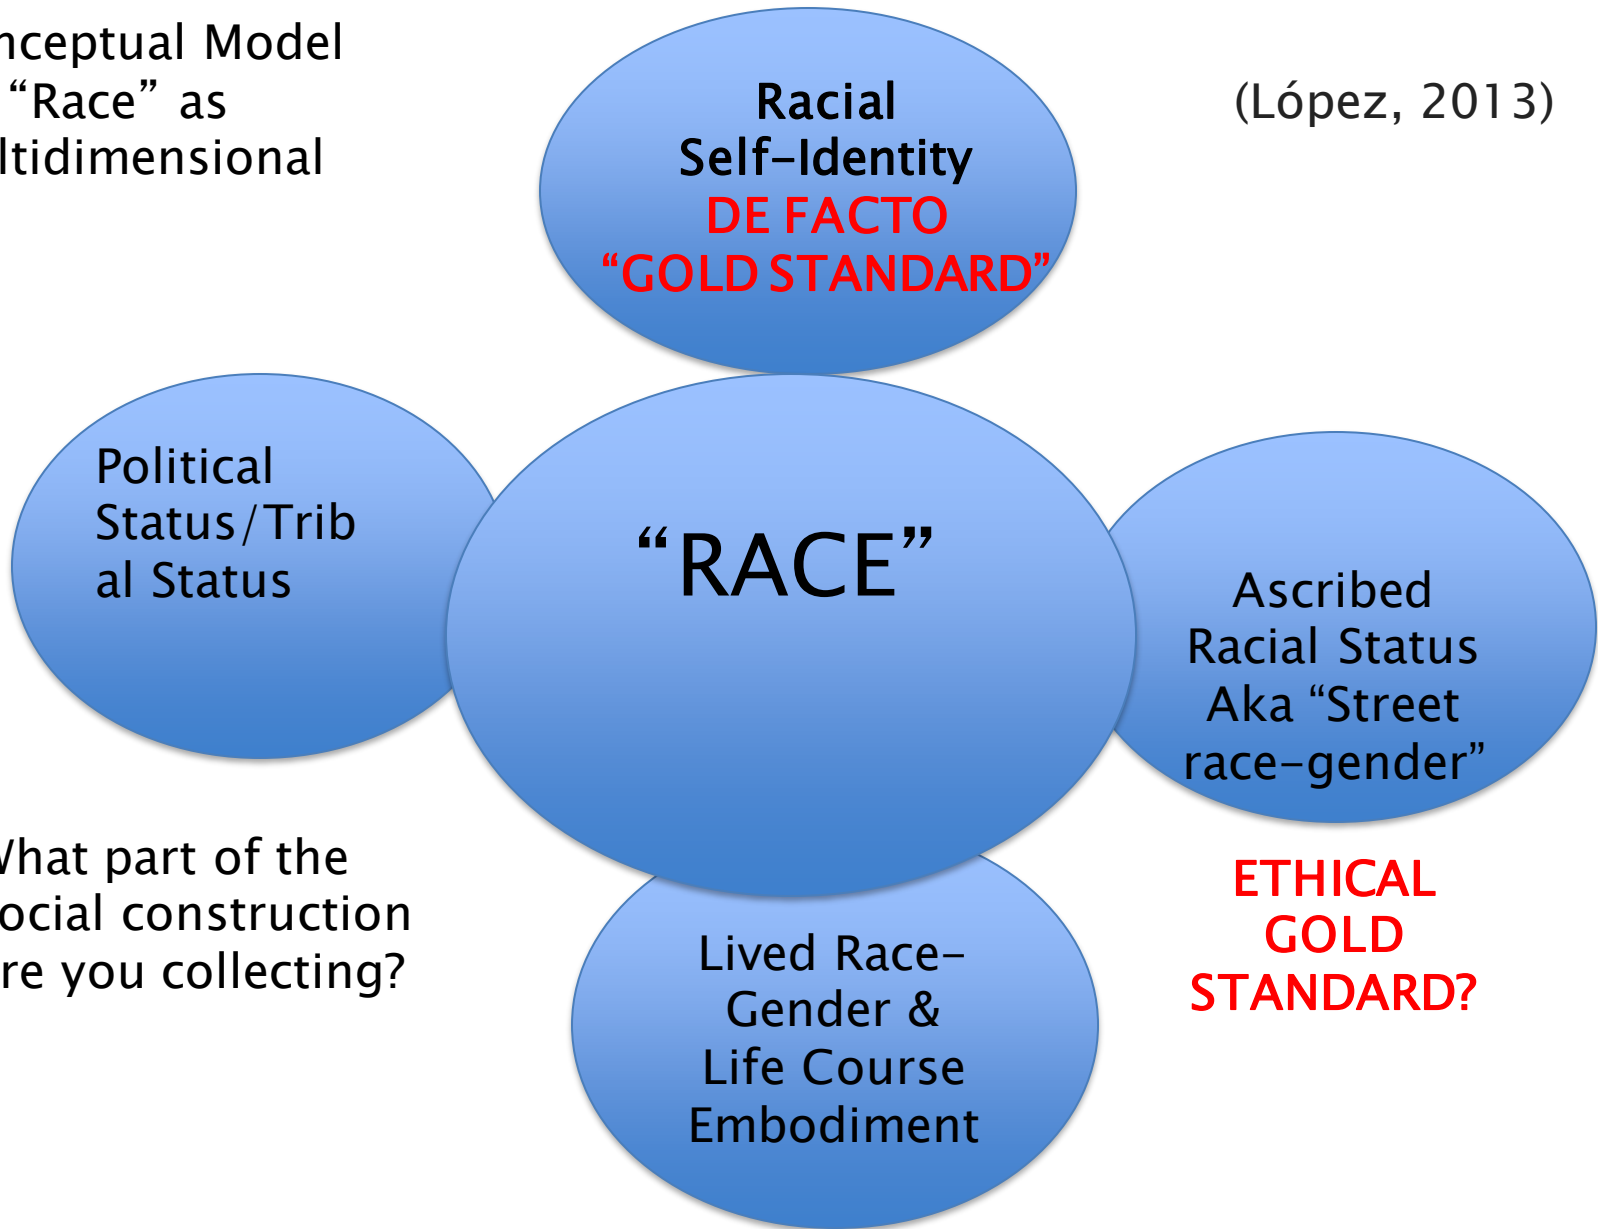 nceptual Model
“Race” as
ltidimensional
(López, 2013)
Racial
Self-Identity
DE FACTO
“GOLD STANDARD”
Political
Status/Trib
al Status
“RACE”
Ascribed
Racial Status
Aka “Street
race-gender”
What part of the
ocial construction
re you collecting?
Lived Race-
Gender &
Life Course
Embodiment
ETHICAL
GOLD
STANDARD?